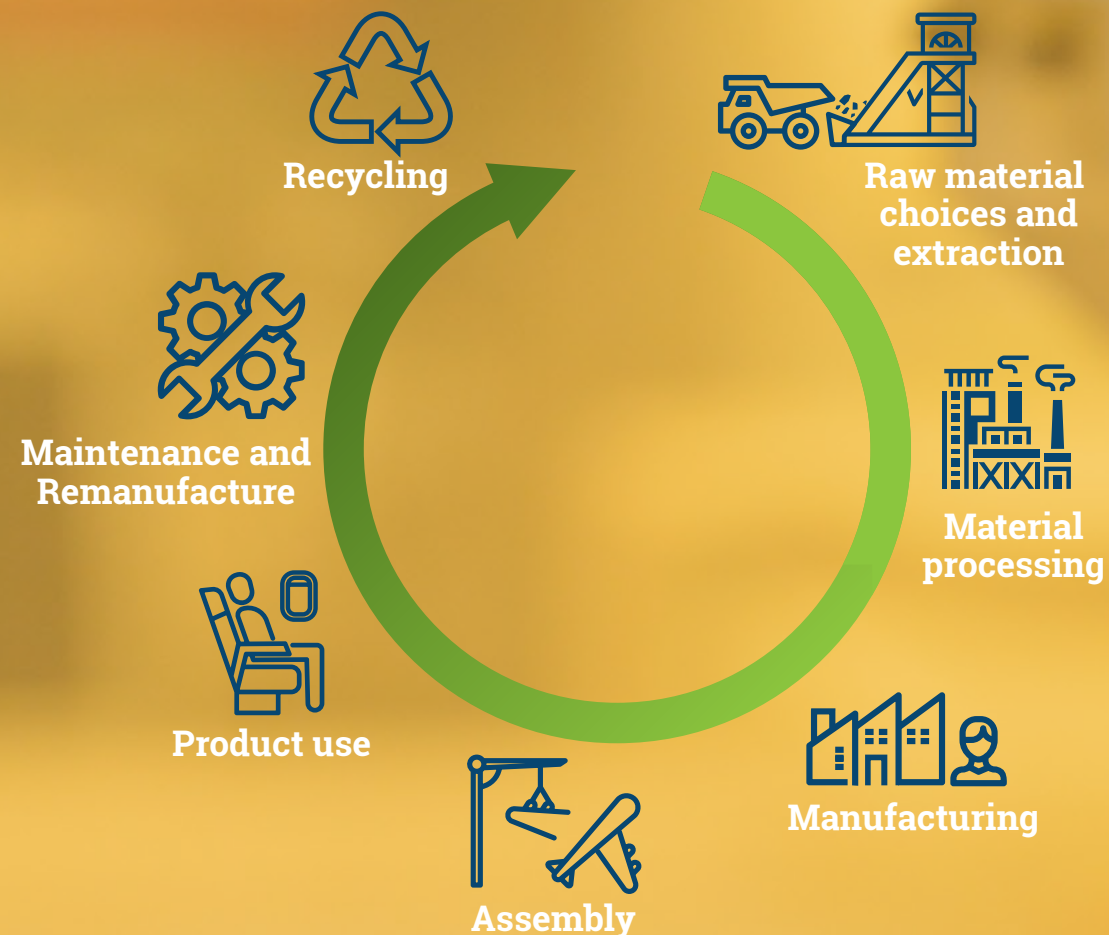 Recycling
Raw material
choices and
extraction
Material
processing
Manufacturing
Assembly
Product use
Maintenance and
Remanufacture